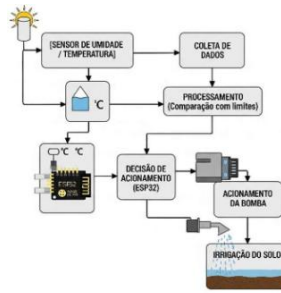 [SENSOR DE UMIDADE
/ TEMPERATURA]
COLETA DE
DADOS
°C
PROCESSAMENTO
(Comparação com limites)
°C °C
ESP32
DECISÃO DE
ACIONAMENTO
(ESP32)
ACIONAMENTO
DA BOMBA
IRRIGAÇÃO DO SOLO